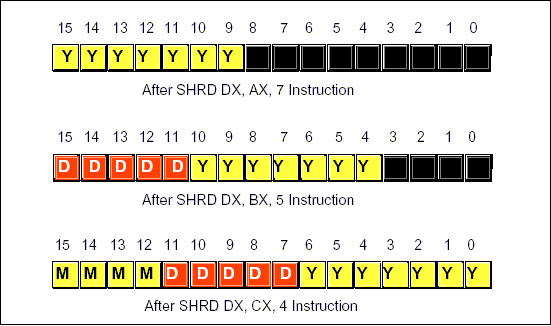 15 14 13 12 11 10 9 8 7 6 5 4 3 2 1 0
Y Y Y Y Y Y Y
After SHRD DX, AX, 7 Instruction
15 14 13 12 11 10 9 8 7 6 5 4 3 2 1 0
D D D D D Y Y Y Y Y Y Y
After SHRD DX, BX, 5 Instruction
15 14 13 12 11 10 9 8 7 6 5 4 3 2 1 0
M M M M D D D D D Y Y Y Y Y Y Y
After SHRD DX, CX, 4 Instruction